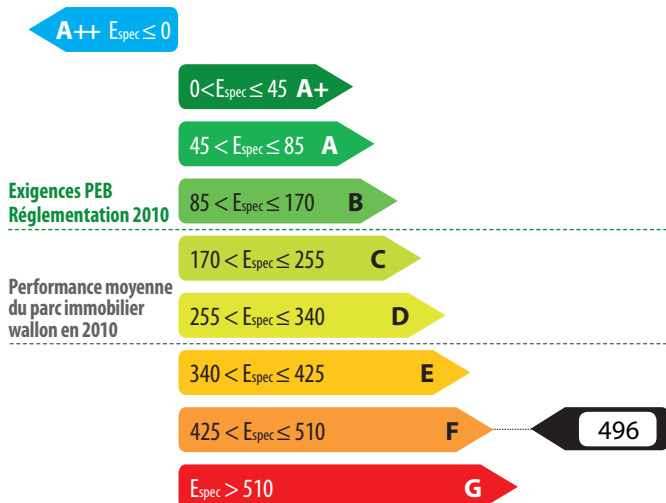 A++ Espec ≤ 0
0<Espec ≤ 45 A+
45 < Espec ≤ 85 A
Exigences PEB
Réglementation 2010
85 < Espec ≤ 170 B
170 < Espec ≤ 255 C
Performance moyenne
du parc immobilier
wallon en 2010
255 < Espec ≤ 340 D
340 < Espec ≤ 425 E
425 < Espec ≤ 510 F 496
Espec > 510 G